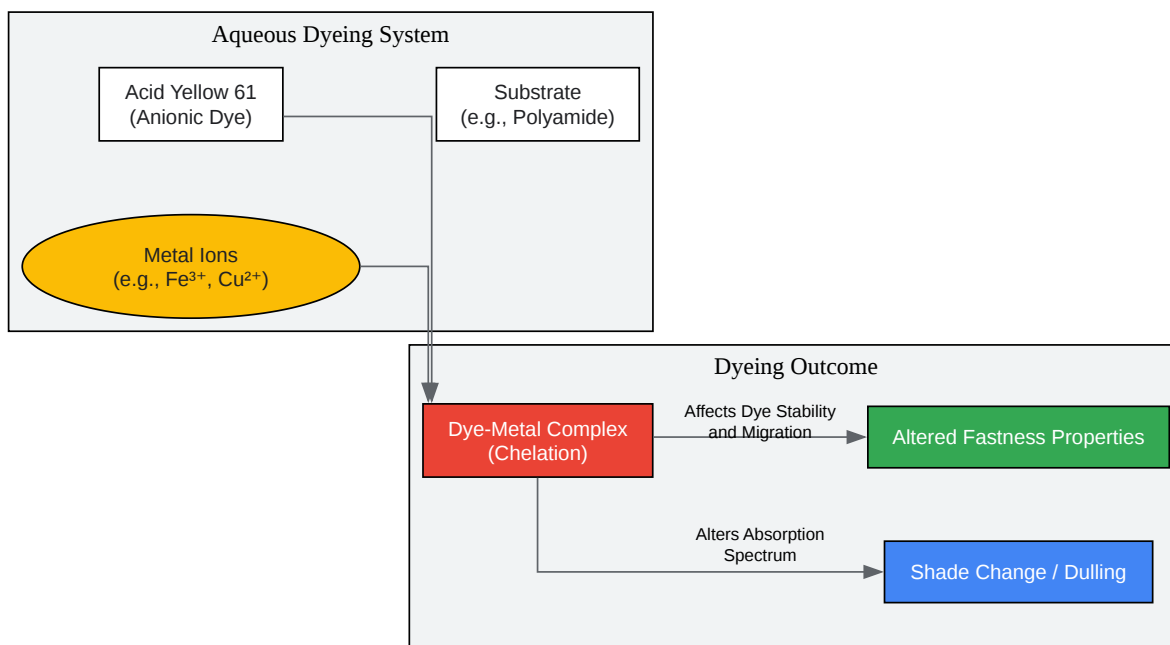 Aqueous Dyeing System
Acid Yellow 61
(Anionic Dye)
Substrate
(e.g., Polyamide)
Metal Ions
(e.g., Fe³⁺, Cu²⁺)
Dyeing Outcome
Dye-Metal Complex
(Chelation)
Affects Dye Stability
and Migration
Altered Fastness Properties
Alters Absorption
Spectrum
Shade Change / Dulling